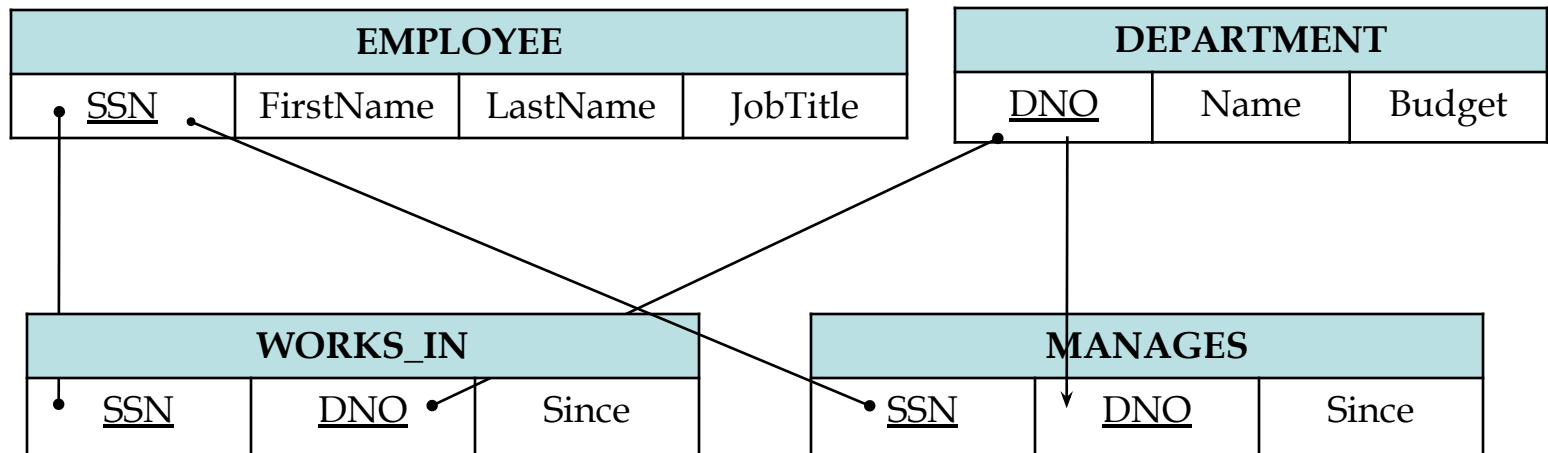 EMPLOYEE
SSN FirstName LastName JobTitle
DEPARTMENT
DNO Name Budget
WORKS_IN
SSN DNO Since
MANAGES
SSN DNO Since